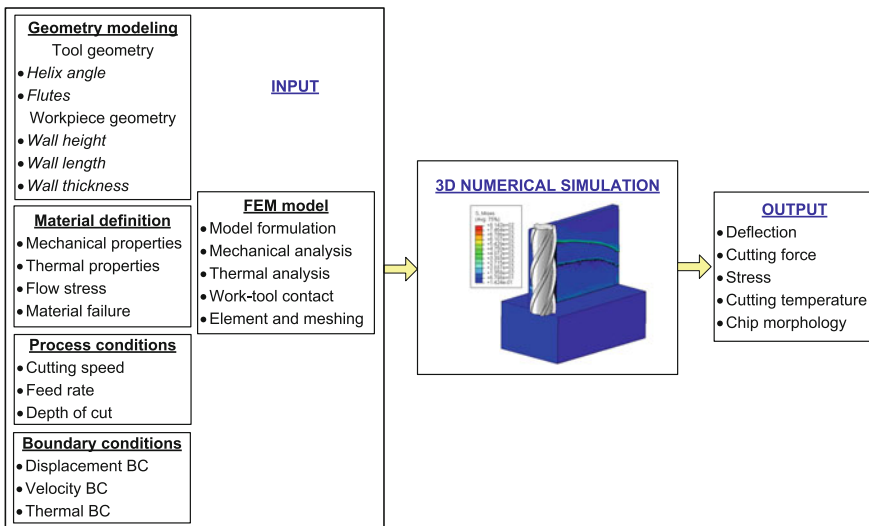 Geometry modeling
Tool geometry
• Helix angle
• Flutes
Workpiece geometry
• Wall height
• Wall length
• Wall thickness
Material definition
• Mechanical properties
• Thermal properties
• Flow stress
• Material failure
Process conditions
• Cutting speed
• Feed rate
• Depth of cut
Boundary conditions
• Displacement BC
• Velocity BC
• Thermal BC
INPUT
FEM model
• Model formulation
• Mechanical analysis
• Thermal analysis
• Work-tool contact
• Element and meshing
3D NUMERICAL SIMULATION
S, Mises
(Avg: 75%)
OUTPUT
• Deflection
• Cutting force
• Stress
• Cutting temperature
• Chip morphology